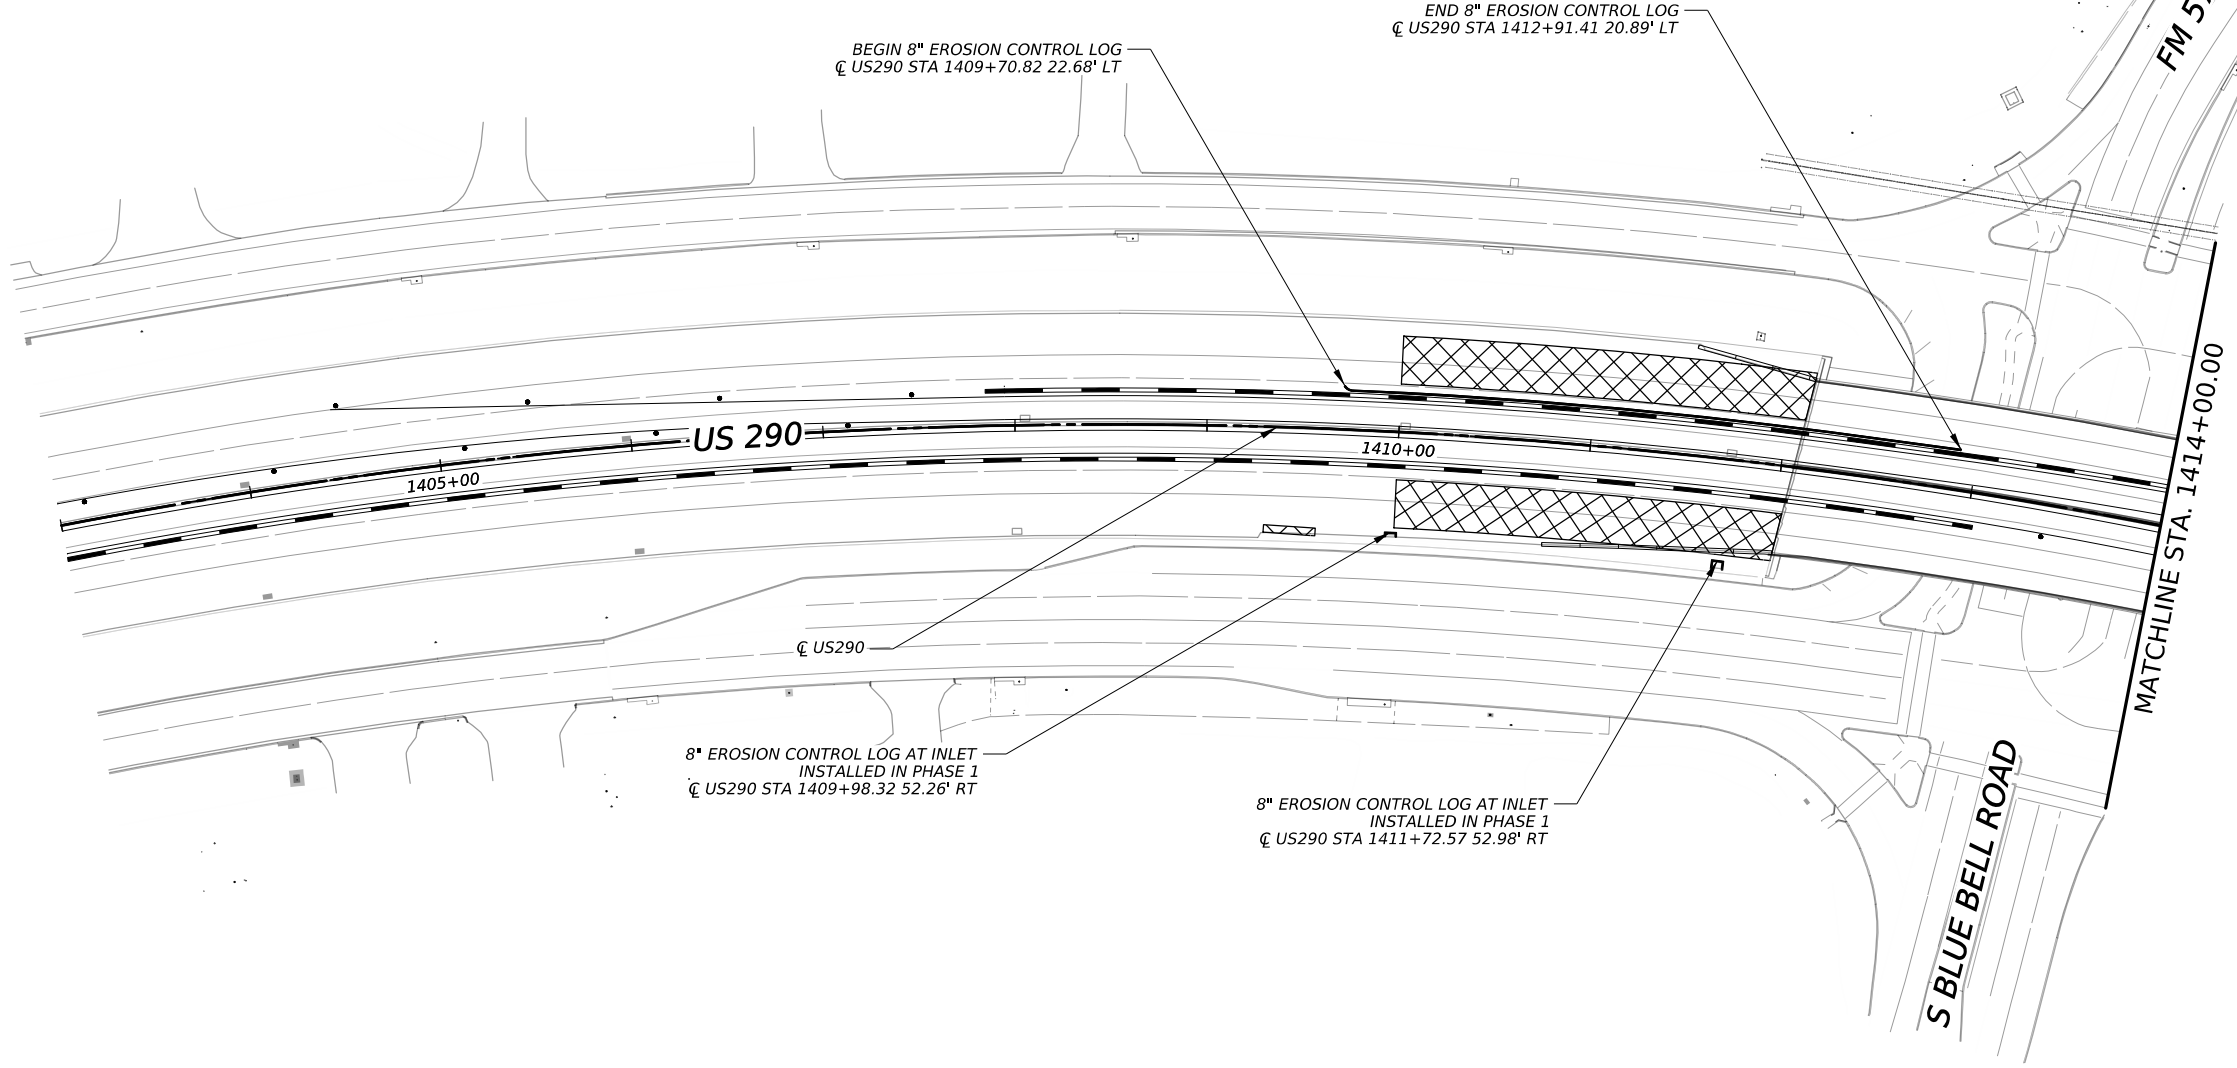 END 8" EROSION CONTROL LOG
℄ US290 STA 1412+91.41 20.89' LT
BEGIN 8" EROSION CONTROL LOG
℄ US290 STA 1409+70.82 22.68' LT
US 290
1405+00
1410+00
MATCHLINE STA. 1414+00.00
℄ US290
8" EROSION CONTROL LOG AT INLET
INSTALLED IN PHASE 1
℄ US290 STA 1409+98.32 52.26' RT
8" EROSION CONTROL LOG AT INLET
INSTALLED IN PHASE 1
℄ US290 STA 1411+72.57 52.98' RT
S BLUE BELL ROAD
FM